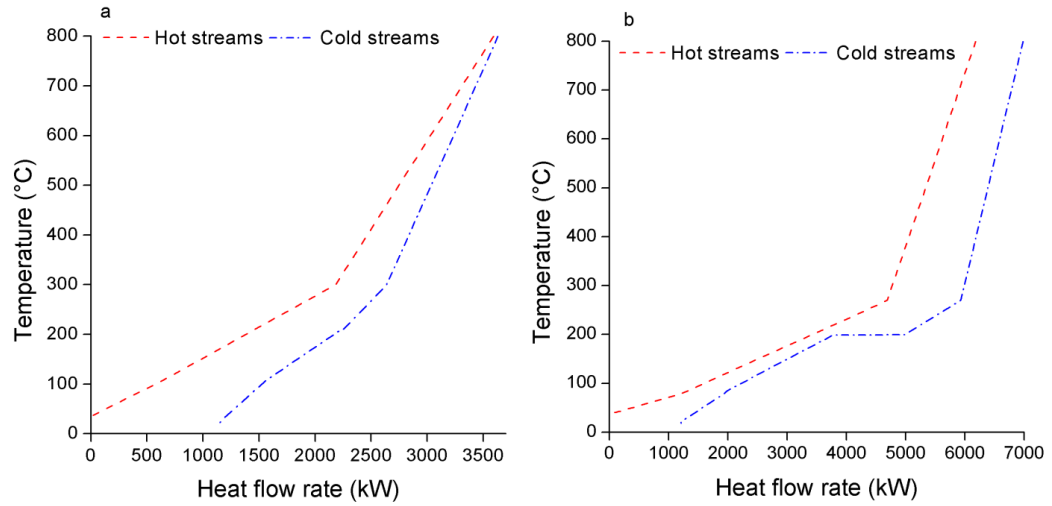 a
Hot streams
Cold streams
800
700
600
500
400
300
200
100
0
Temperature (°C)
0 500 1000 1500 2000 2500 3000 3500
Heat flow rate (kW)
b
Hot streams
Cold streams
800
700
600
500
400
300
200
100
0
Temperature (°C)
0 1000 2000 3000 4000 5000 6000 7000
Heat flow rate (kW)